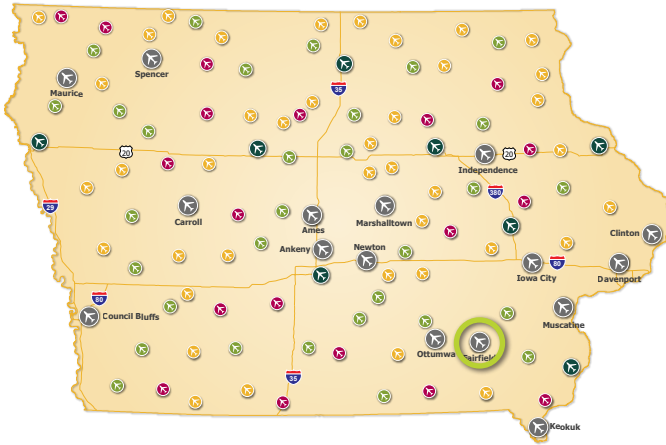 Spencer
Maurice
35
20
20
Independence
380
29
Carroll
Ames
Marshalltown
Clinton
Ankeny
Newton
80
Iowa City
Davenport
80
Council Bluffs
Muscatine
Ottumwa
Fairfield
35
Keokuk